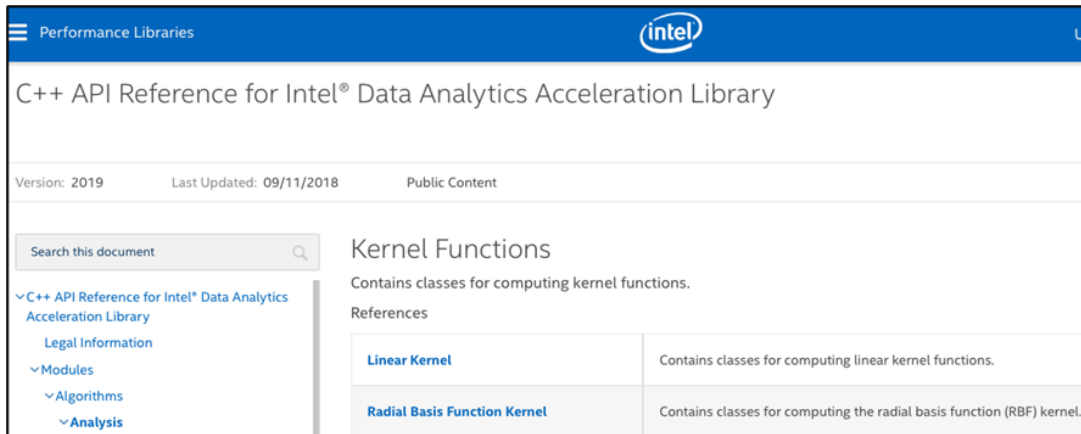 Performance Libraries
intel
U
C++ API Reference for Intel® Data Analytics Acceleration Library
Version: 2019 Last Updated: 09/11/2018 Public Content
Search this document
C++ API Reference for Intel® Data Analytics
Acceleration Library
Legal Information
Modules
Algorithms
Analysis
Kernel Functions
Contains classes for computing kernel functions.
References
Linear Kernel Contains classes for computing linear kernel functions.
Radial Basis Function Kernel Contains classes for computing the radial basis function (RBF) kernel.